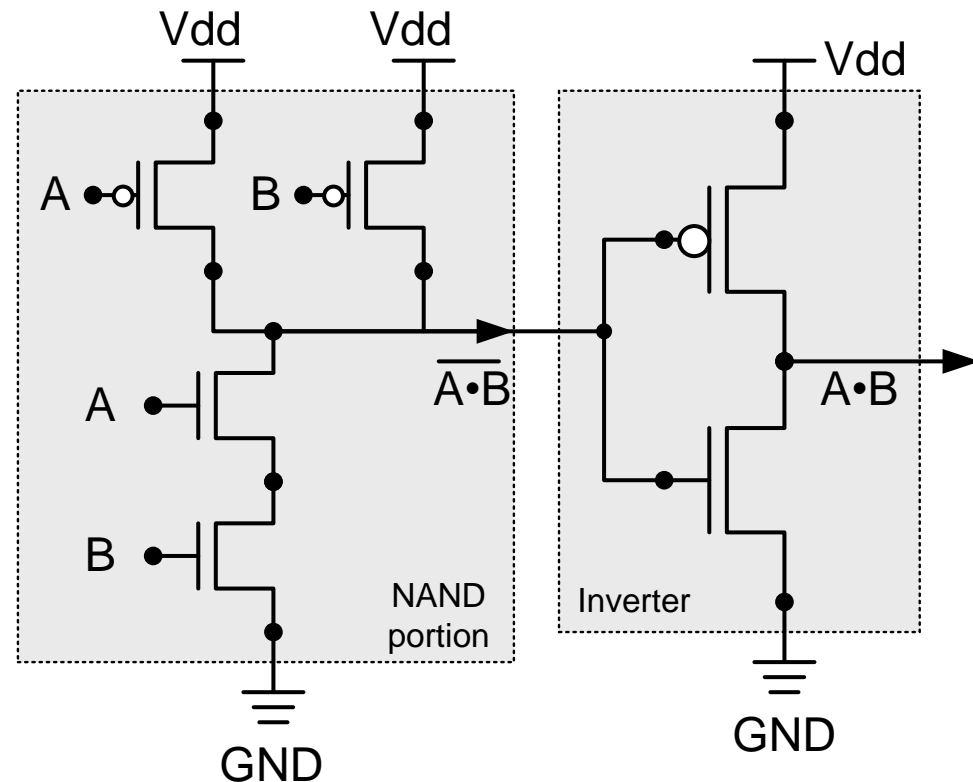 Vdd
Vdd
Vdd
A
B
A•B̅
A•B
A
B
NAND
portion
Inverter
GND
GND